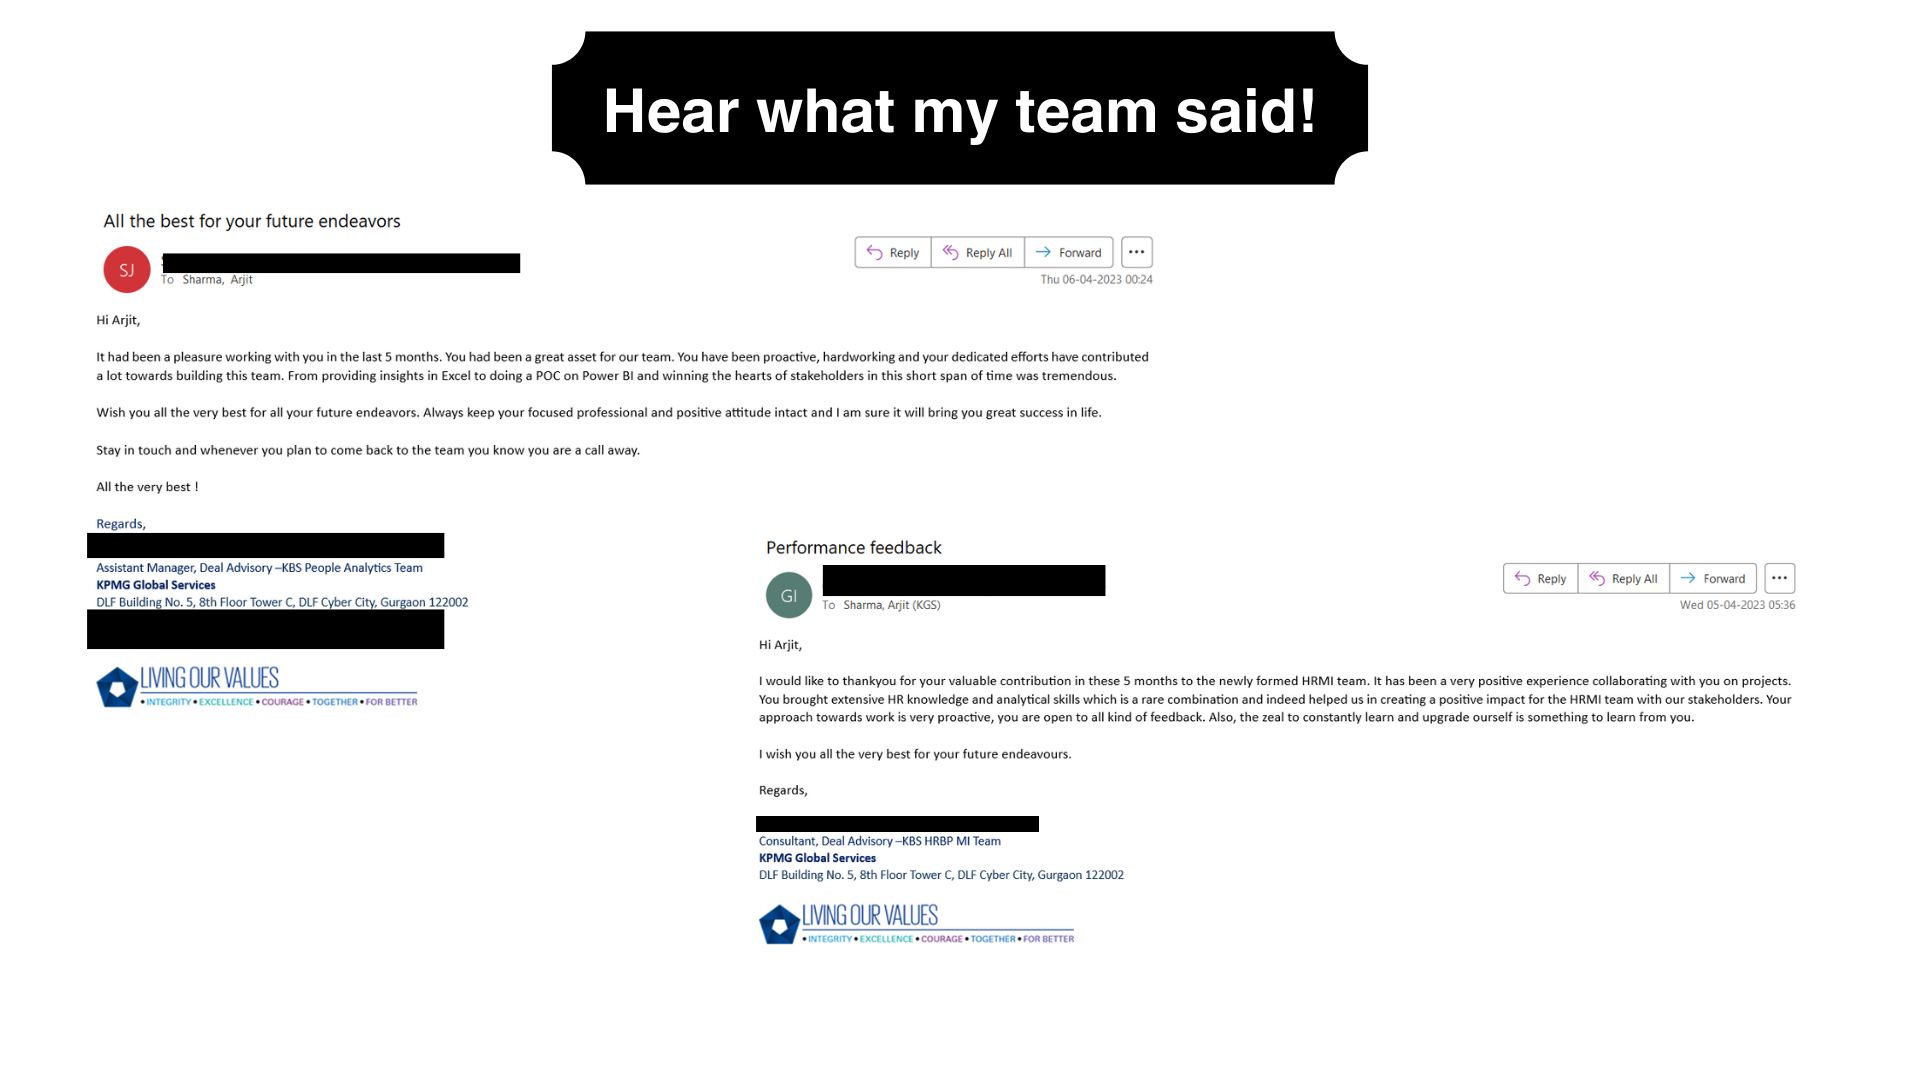 Hear what my team said!
All the best for your future endeavors
SJ
To Sharma, Arjit
Reply Reply All Forward
Thu 06-04-2023 00:24
Hi Arjit,
It had been a pleasure working with you in the last 5 months. You had been a great asset for our team. You have been proactive, hardworking and your dedicated efforts have contributed
a lot towards building this team. From providing insights in Excel to doing a POC on Power BI and winning the hearts of stakeholders in this short span of time was tremendous.
Wish you all the very best for all your future endeavors. Always keep your focused professional and positive attitude intact and I am sure it will bring you great success in life.
Stay in touch and whenever you plan to come back to the team you know you are a call away.
All the very best !
Regards,
Assistant Manager, Deal Advisory –KBS People Analytics Team
KPMG Global Services
DLF Building No. 5, 8th Floor Tower C, DLF Cyber City, Gurgaon 122002
LIVING OUR VALUES
• INTEGRITY • EXCELLENCE • COURAGE • TOGETHER • FOR BETTER
Performance feedback
GI
To Sharma, Arjit (KGS)
Reply Reply All Forward
Wed 05-04-2023 05:36
Hi Arjit,
I would like to thankyou for your valuable contribution in these 5 months to the newly formed HRMI team. It has been a very positive experience collaborating with you on projects.
You brought extensive HR knowledge and analytical skills which is a rare combination and indeed helped us in creating a positive impact for the HRMI team with our stakeholders. Your
approach towards work is very proactive, you are open to all kind of feedback. Also, the zeal to constantly learn and upgrade ourself is something to learn from you.
I wish you all the very best for your future endeavours.
Regards,
Consultant, Deal Advisory –KBS HRBP MI Team
KPMG Global Services
DLF Building No. 5, 8th Floor Tower C, DLF Cyber City, Gurgaon 122002
LIVING OUR VALUES
• INTEGRITY • EXCELLENCE • COURAGE • TOGETHER • FOR BETTER